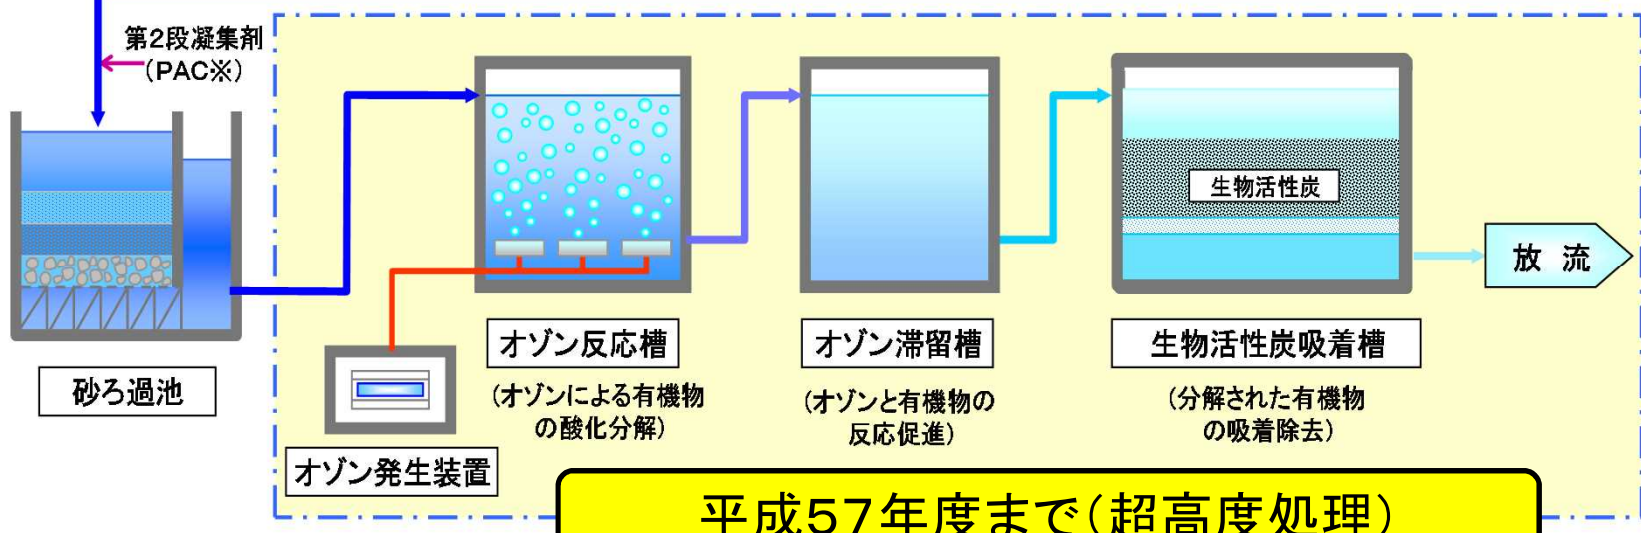 第2段凝集剤
(PAC※)
生物活性炭
放 流
オゾン反応槽
オゾン滞留槽
生物活性炭吸着槽
砂ろ過池
(オゾンによる有機物
の酸化分解)
(オゾンと有機物の
反応促進)
(分解された有機物
の吸着除去)
オゾン発生装置
平成57年度まで(超高度処理)